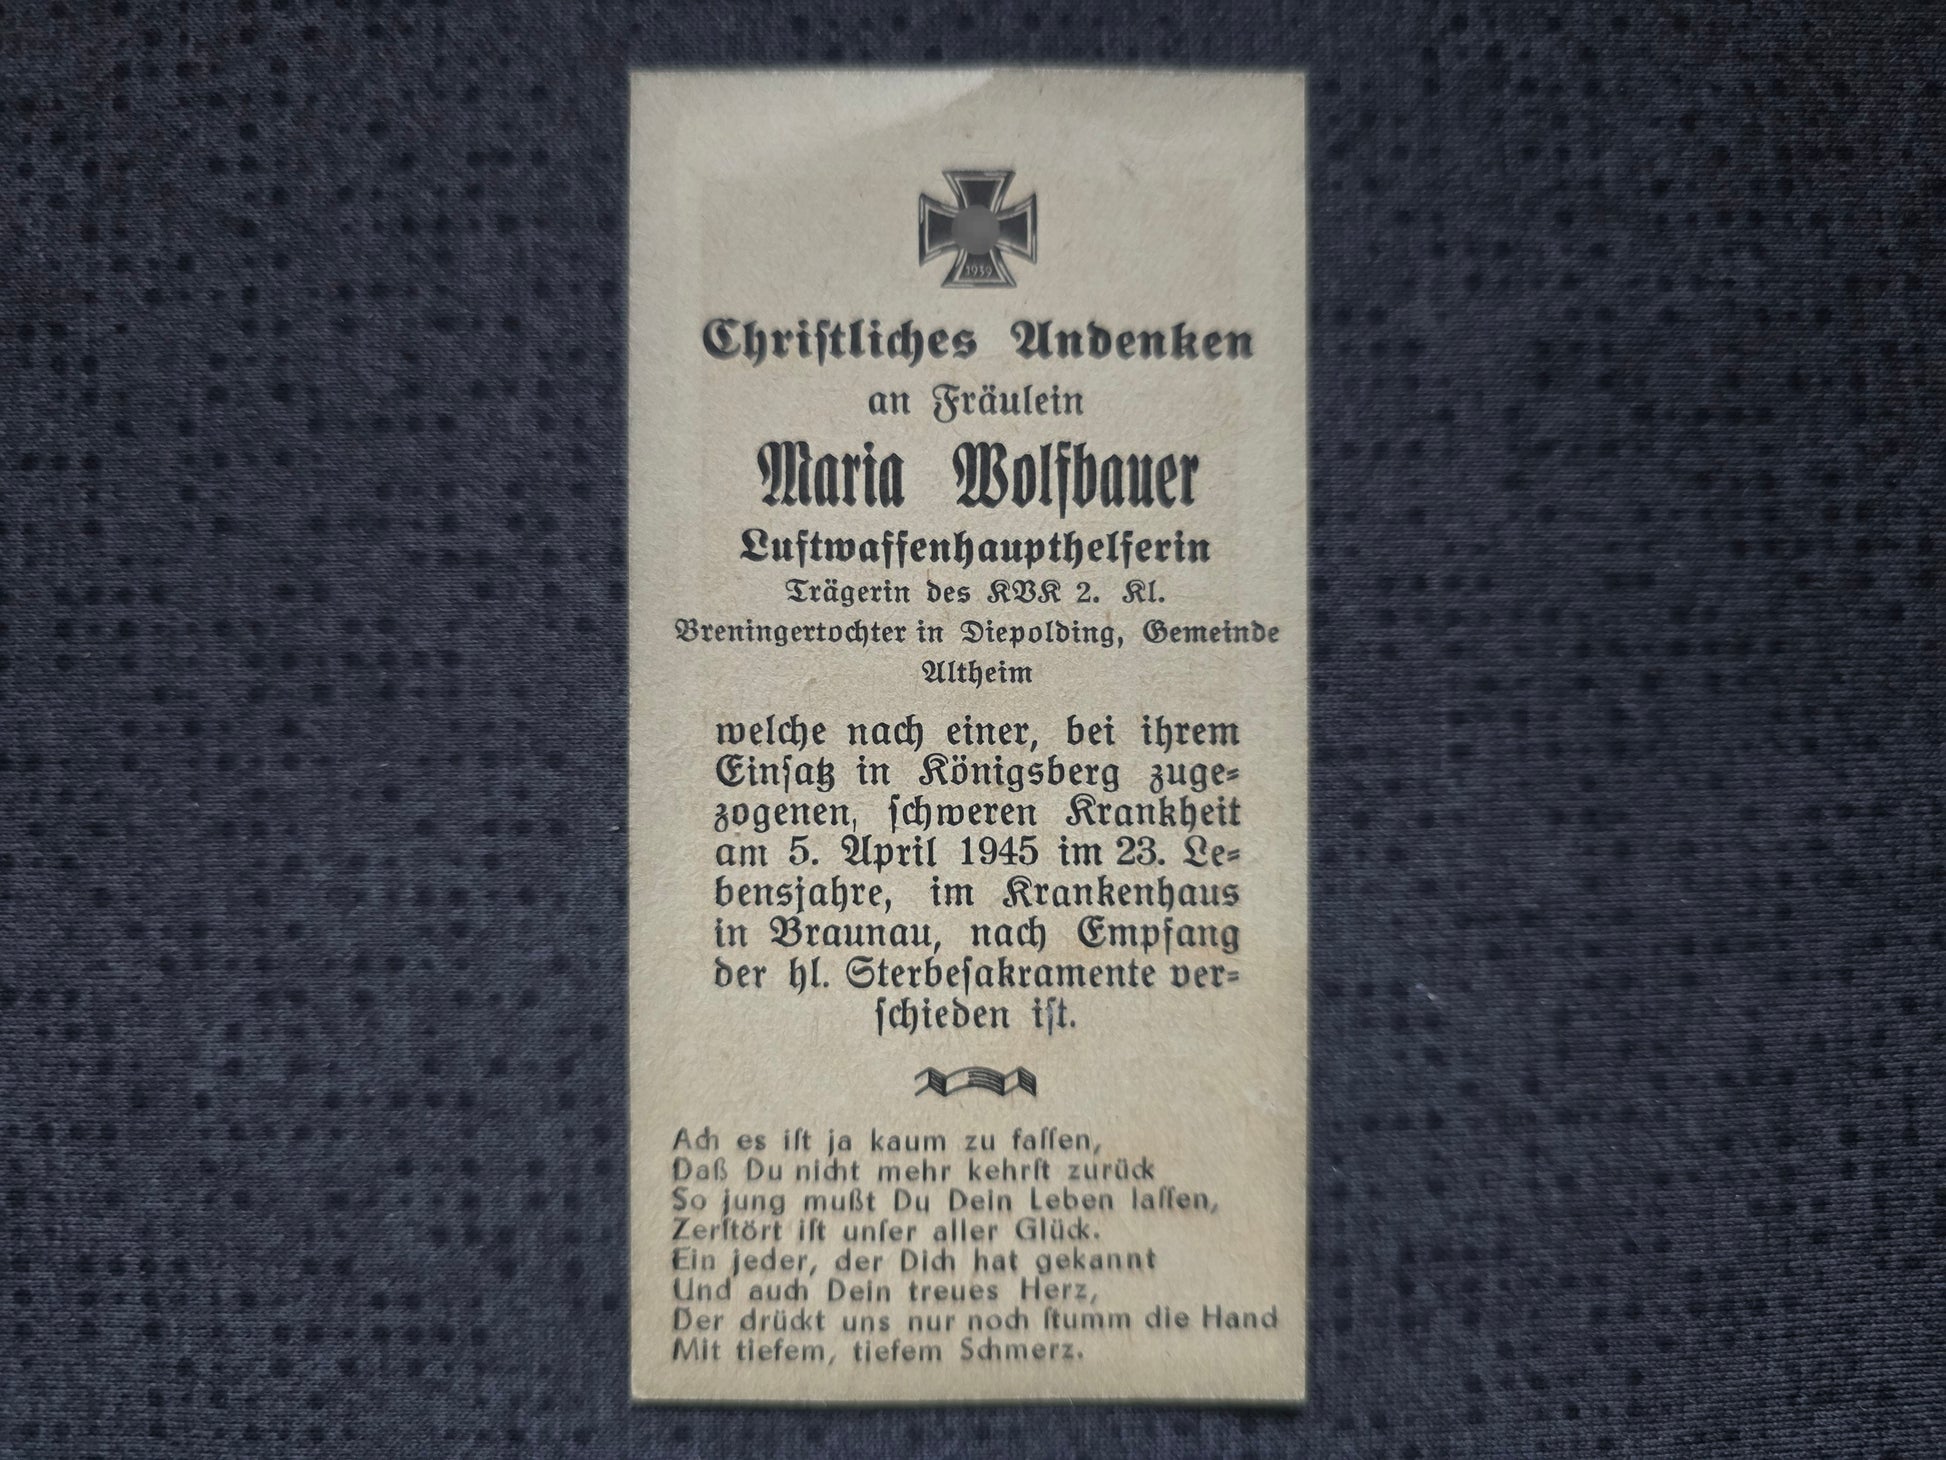 1939
Christliches Andenken
an Fräulein
Maria Wolfbauer
Luftwaffenhaupthelferin
Trägerin des KVK 2. Kl.
Breningertochter in Diepolding, Gemeinde
Altheim
welche nach einer, bei ihrem
Einsatz in Königsberg zuge-
zogenen, schweren Krankheit
am 5. April 1945 im 23. Le-
bensjahre, im Krankenhaus
in Braunau, nach Empfang
der hl. Sterbesakramente ver-
schieden ist.
Ach es iſt ja kaum zu faſſen,
Daß Du nicht mehr kehrſt zurück
So jung mußt Du Dein Leben laſſen,
Zerſtört iſt unſer aller Glück.
Ein jeder, der Dich hat gekannt
Und auch Dein treues Herz,
Der drückt uns nur noch ſtumm die Hand
Mit tiefem, tiefem Schmerz.